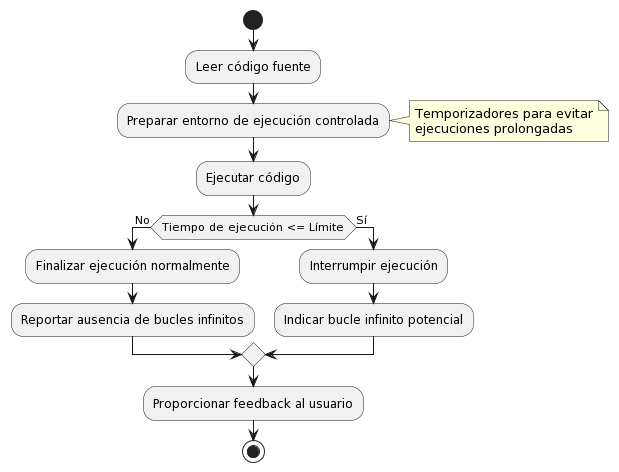 Leer código fuente
Preparar entorno de ejecución controlada
Temporizadores para evitar
ejecuciones prolongadas
Ejecutar código
No
Tiempo de ejecución <= Límite
Sí
Finalizar ejecución normalmente
Interrumpir ejecución
Reportar ausencia de bucles infinitos
Indicar bucle infinito potencial
Proporcionar feedback al usuario